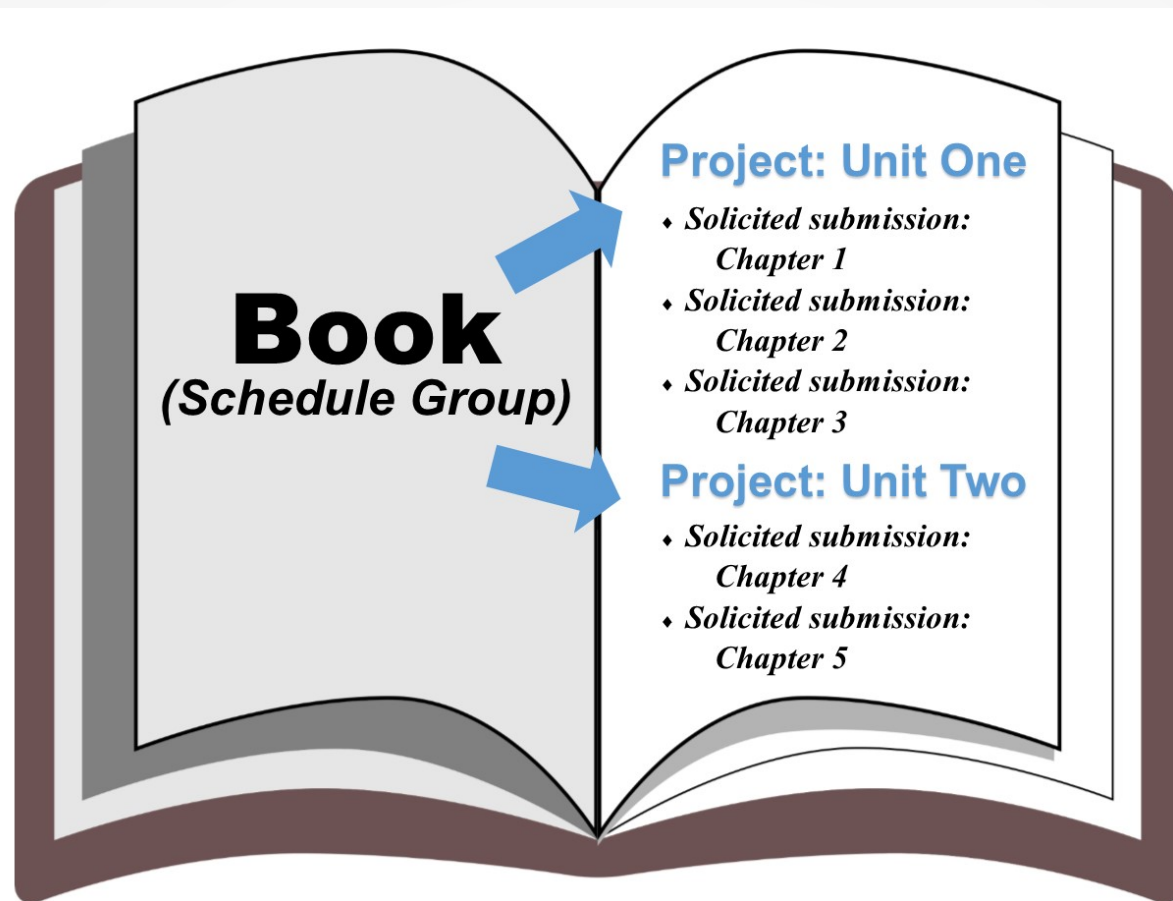 Book
(Schedule Group)
Project: Unit One
⬧ Solicited submission:
Chapter 1
⬧ Solicited submission:
Chapter 2
⬧ Solicited submission:
Chapter 3
Project: Unit Two
⬧ Solicited submission:
Chapter 4
⬧ Solicited submission:
Chapter 5